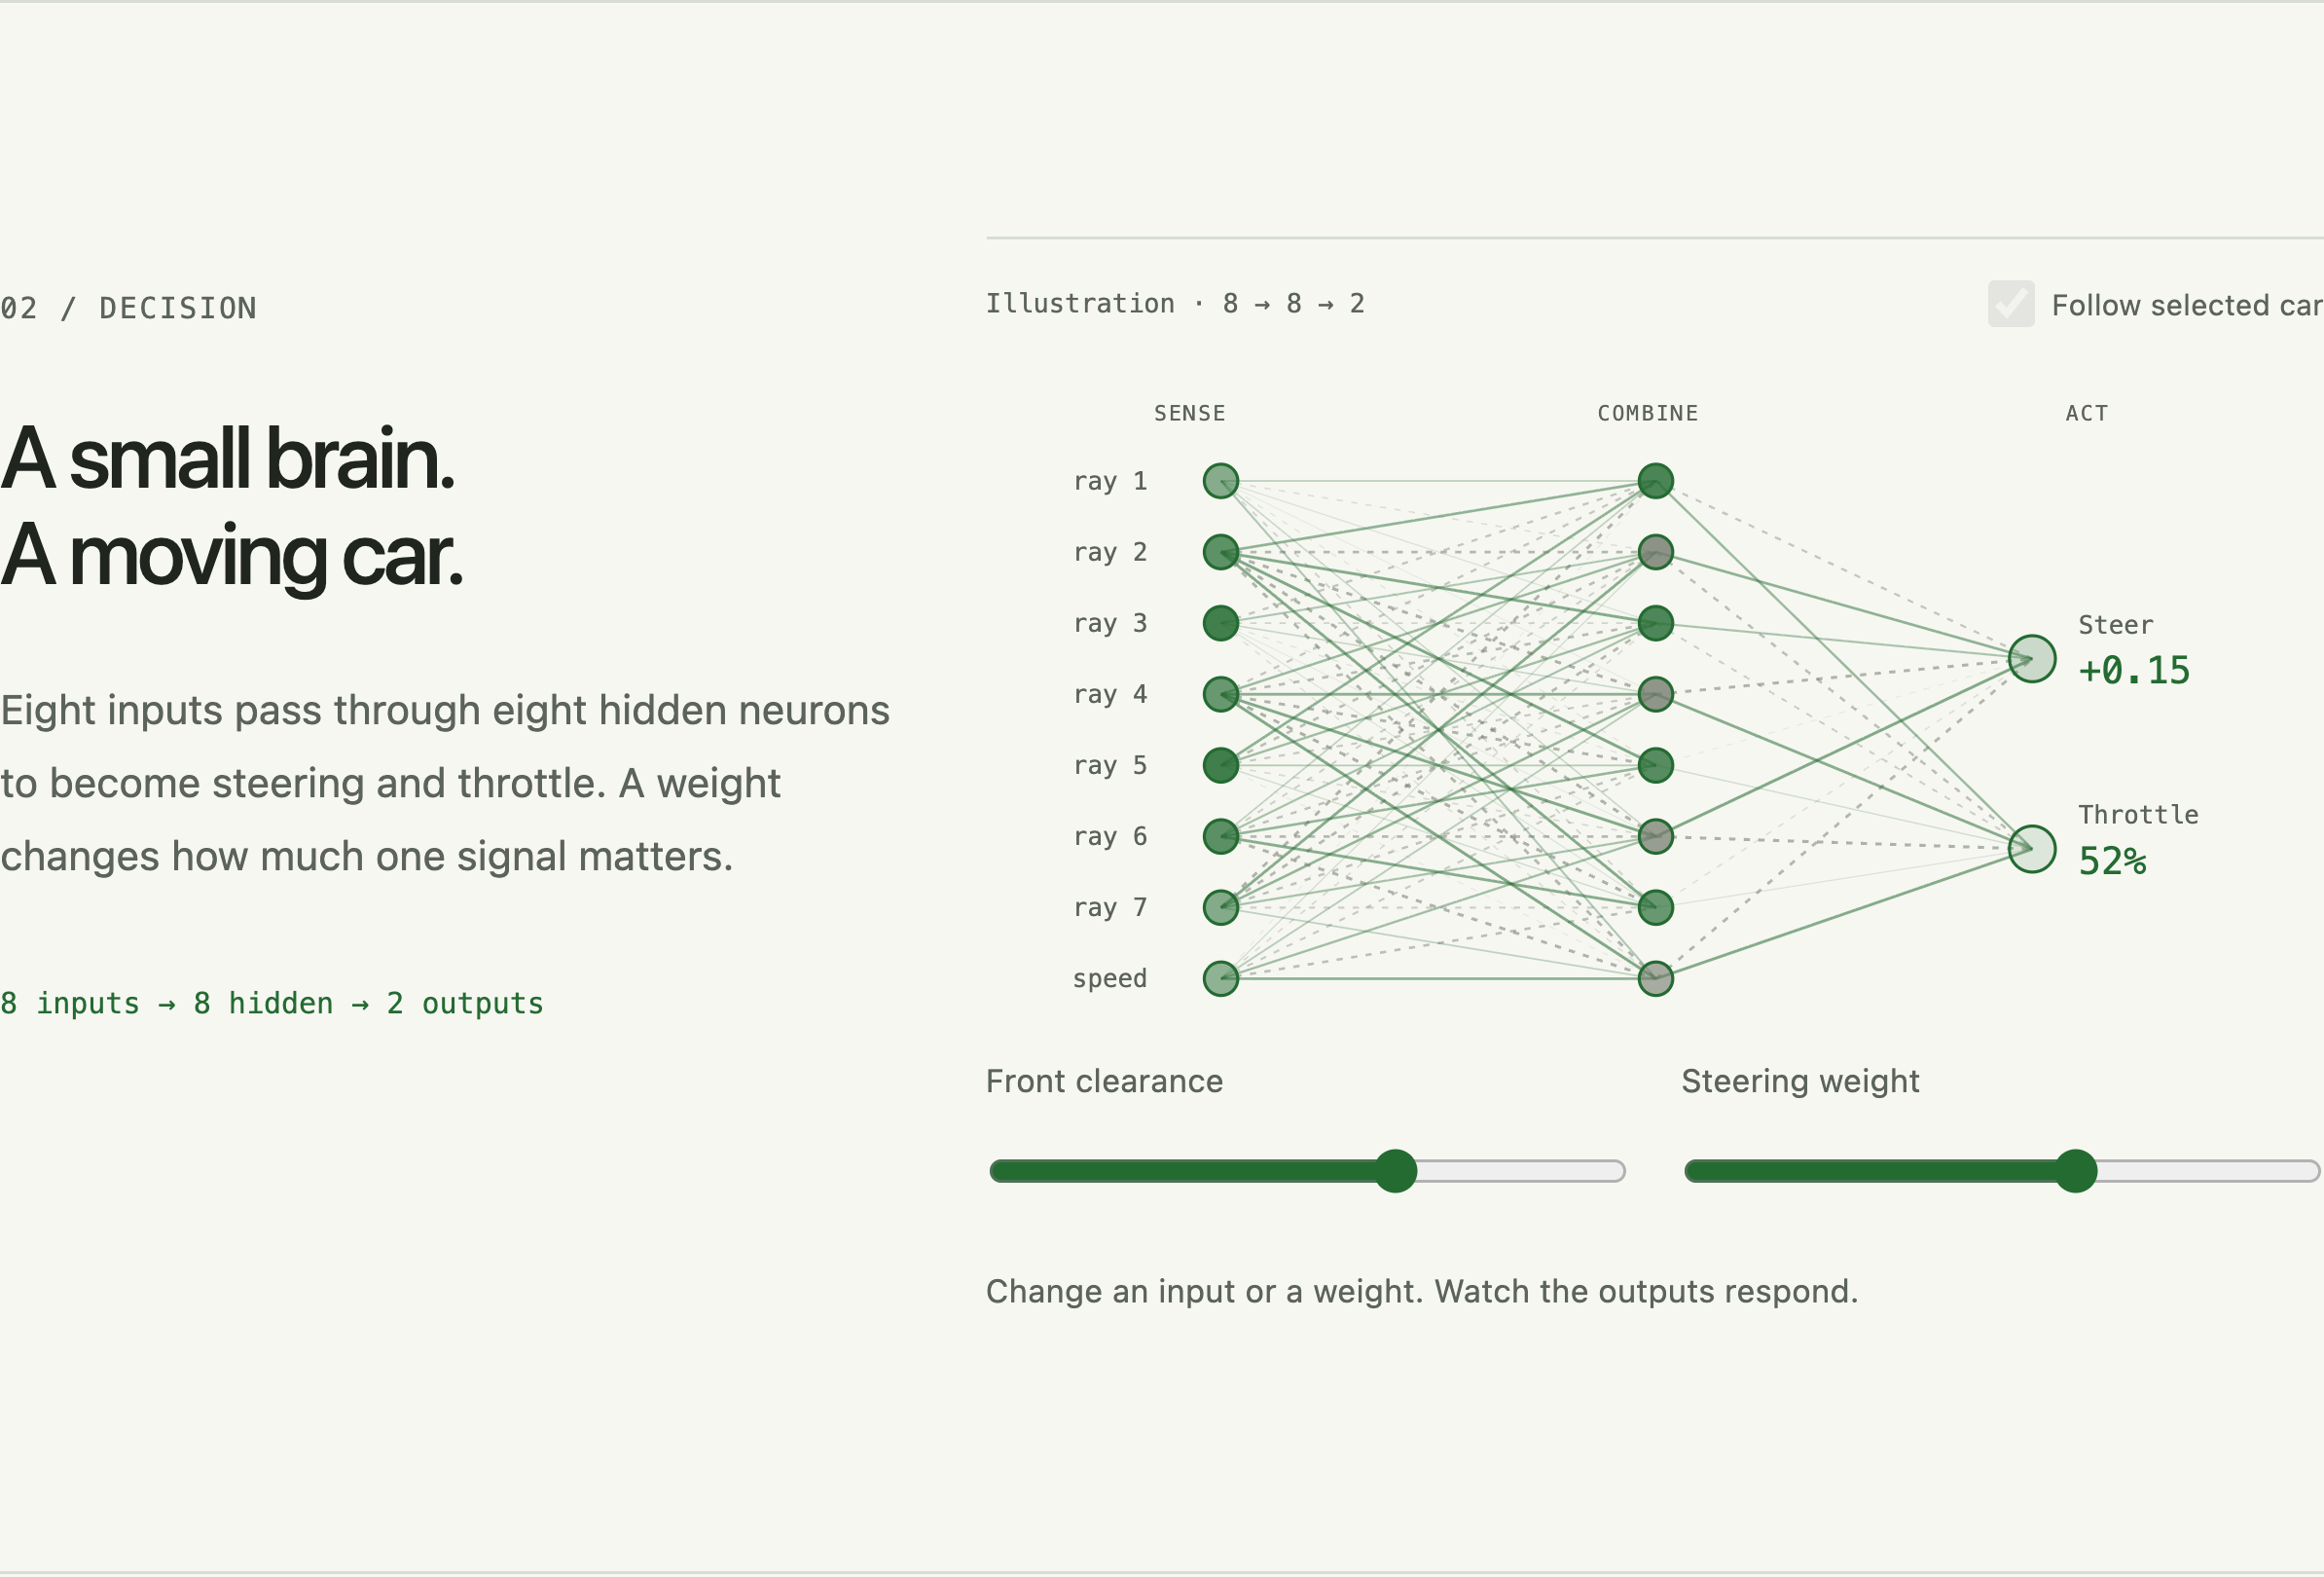 02 / DECISION
A small brain.
A moving car.
Eight inputs pass through eight hidden neurons
to become steering and throttle. A weight
changes how much one signal matters.
8 inputs → 8 hidden → 2 outputs
Illustration · 8 → 8 → 2
Follow selected car
SENSE
COMBINE
ACT
ray 1
ray 2
ray 3
ray 4
ray 5
ray 6
ray 7
speed
Steer
+0.15
Throttle
52%
Front clearance
Steering weight
Change an input or a weight. Watch the outputs respond.